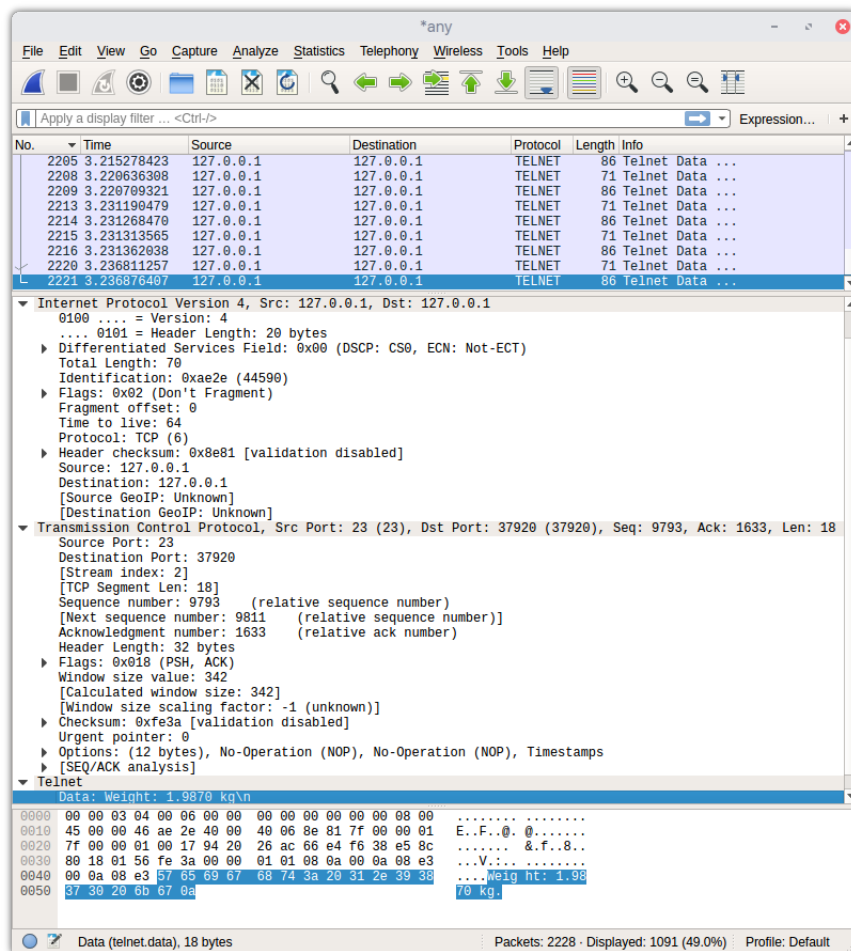 *any
File Edit View Go Capture Analyze Statistics Telephony Wireless Tools Help
Apply a display filter ... <Ctrl-/> Expression... +
No. Time Source Destination Protocol Length Info
2205 3.215278423 127.0.0.1 127.0.0.1 TELNET 86 Telnet Data ...
2208 3.220636308 127.0.0.1 127.0.0.1 TELNET 71 Telnet Data ...
2209 3.220709321 127.0.0.1 127.0.0.1 TELNET 86 Telnet Data ...
2213 3.231190479 127.0.0.1 127.0.0.1 TELNET 71 Telnet Data ...
2214 3.231268470 127.0.0.1 127.0.0.1 TELNET 86 Telnet Data ...
2215 3.231313565 127.0.0.1 127.0.0.1 TELNET 71 Telnet Data ...
2216 3.231362038 127.0.0.1 127.0.0.1 TELNET 86 Telnet Data ...
2220 3.236811257 127.0.0.1 127.0.0.1 TELNET 71 Telnet Data ...
2221 3.236876407 127.0.0.1 127.0.0.1 TELNET 86 Telnet Data ...
Internet Protocol Version 4, Src: 127.0.0.1, Dst: 127.0.0.1
0100 .... = Version: 4
.... 0101 = Header Length: 20 bytes
Differentiated Services Field: 0x00 (DSCP: CS0, ECN: Not-ECT)
Total Length: 70
Identification: 0xae2e (44590)
Flags: 0x02 (Don't Fragment)
Fragment offset: 0
Time to live: 64
Protocol: TCP (6)
Header checksum: 0x8e81 [validation disabled]
Source: 127.0.0.1
Destination: 127.0.0.1
[Source GeoIP: Unknown]
[Destination GeoIP: Unknown]
Transmission Control Protocol, Src Port: 23 (23), Dst Port: 37920 (37920), Seq: 9793, Ack: 1633, Len: 18
Source Port: 23
Destination Port: 37920
[Stream index: 2]
[TCP Segment Len: 18]
Sequence number: 9793 (relative sequence number)
[Next sequence number: 9811 (relative sequence number)]
Acknowledgment number: 1633 (relative ack number)
Header Length: 32 bytes
Flags: 0x018 (PSH, ACK)
Window size value: 342
[Calculated window size: 342]
[Window size scaling factor: -1 (unknown)]
Checksum: 0xfe3a [validation disabled]
Urgent pointer: 0
Options: (12 bytes), No-Operation (NOP), No-Operation (NOP), Timestamps
[SEQ/ACK analysis]
Telnet
Data: Weight: 1.9870 kg\n
0000 00 00 03 04 00 06 00 00 00 00 00 00 00 00 08 00 ........ ........
0010 45 00 00 46 ae 2e 40 00 40 06 8e 81 7f 00 00 01 E..F..@. @.......
0020 7f 00 00 01 00 17 94 20 26 ac 66 e4 f6 38 e5 8c ....... &.f..8..
0030 80 18 01 56 fe 3a 00 00 01 01 08 0a 00 0a 08 e3 ...V.:.. ........
0040 00 0a 08 e3 57 65 69 67 68 74 3a 20 31 2e 39 38 ....Weig ht: 1.98
0050 37 30 20 6b 67 0a 70 kg.
Data (telnet.data), 18 bytes Packets: 2228 · Displayed: 1091 (49.0%) Profile: Default